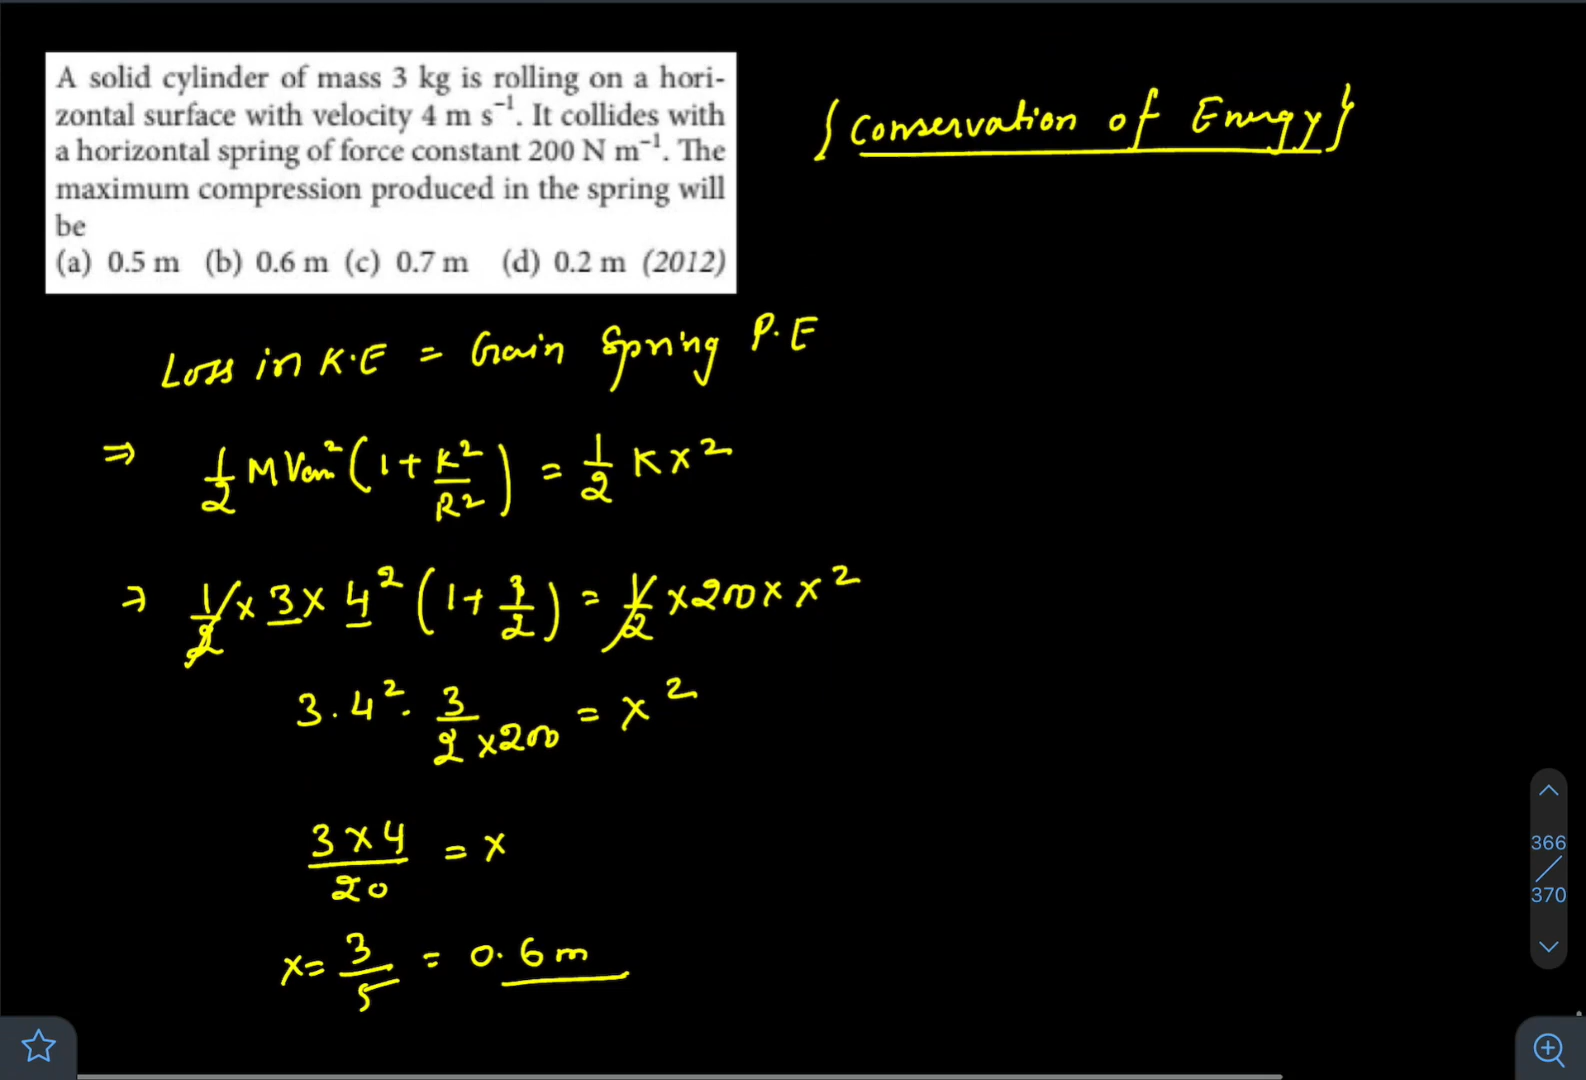 A solid cylinder of mass 3 kg is rolling on a hori-
zontal surface with velocity 4 m s⁻¹. It collides with
a horizontal spring of force constant 200 N m⁻¹. The
maximum compression produced in the spring will
be
(a) 0.5 m (b) 0.6 m (c) 0.7 m (d) 0.2 m (2012)
{Conservation of Energy}
Loss in K.E = Gain Spring P.E
⇒ 1/2 M Vcm² (1 + K²/R²) = 1/2 K x²
⇒ 1/2 × 3 × 4² (1 + 1/2) = 1/2 × 200 × x²
3 . 4² . 3/2 × 200 = x²
3 × 4/20 = x
x = 3/5 = 0.6 m
366
370